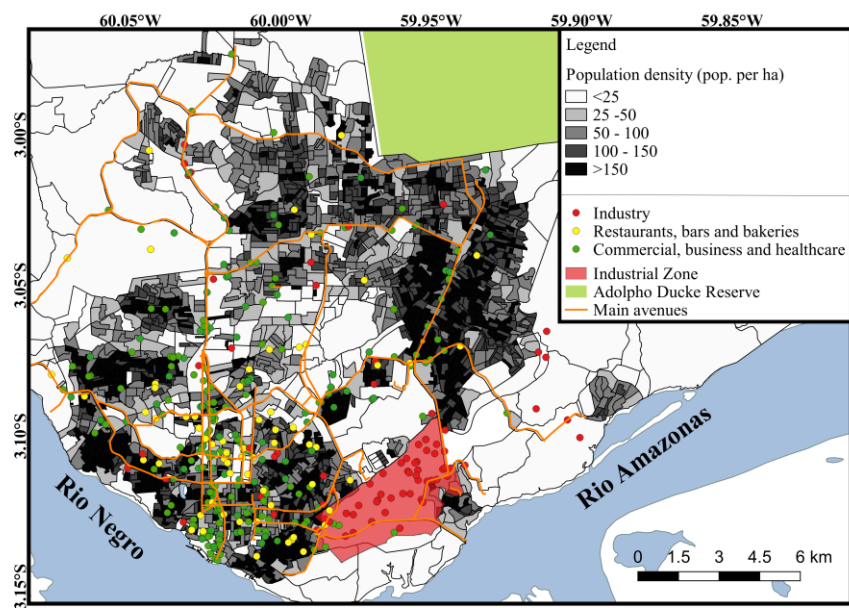 60.05°W 60.00°W 59.95°W 59.90°W 59.85°W
3.00°S
3.05°S
3.10°S
3.15°S
Legend
Population density (pop. per ha)
<25
25 -50
50 - 100
100 - 150
>150
Industry
Restaurants, bars and bakeries
Commercial, business and healthcare
Industrial Zone
Adolpho Ducke Reserve
Main avenues
Rio Negro
Rio Amazonas
0 1.5 3 4.5 6 km